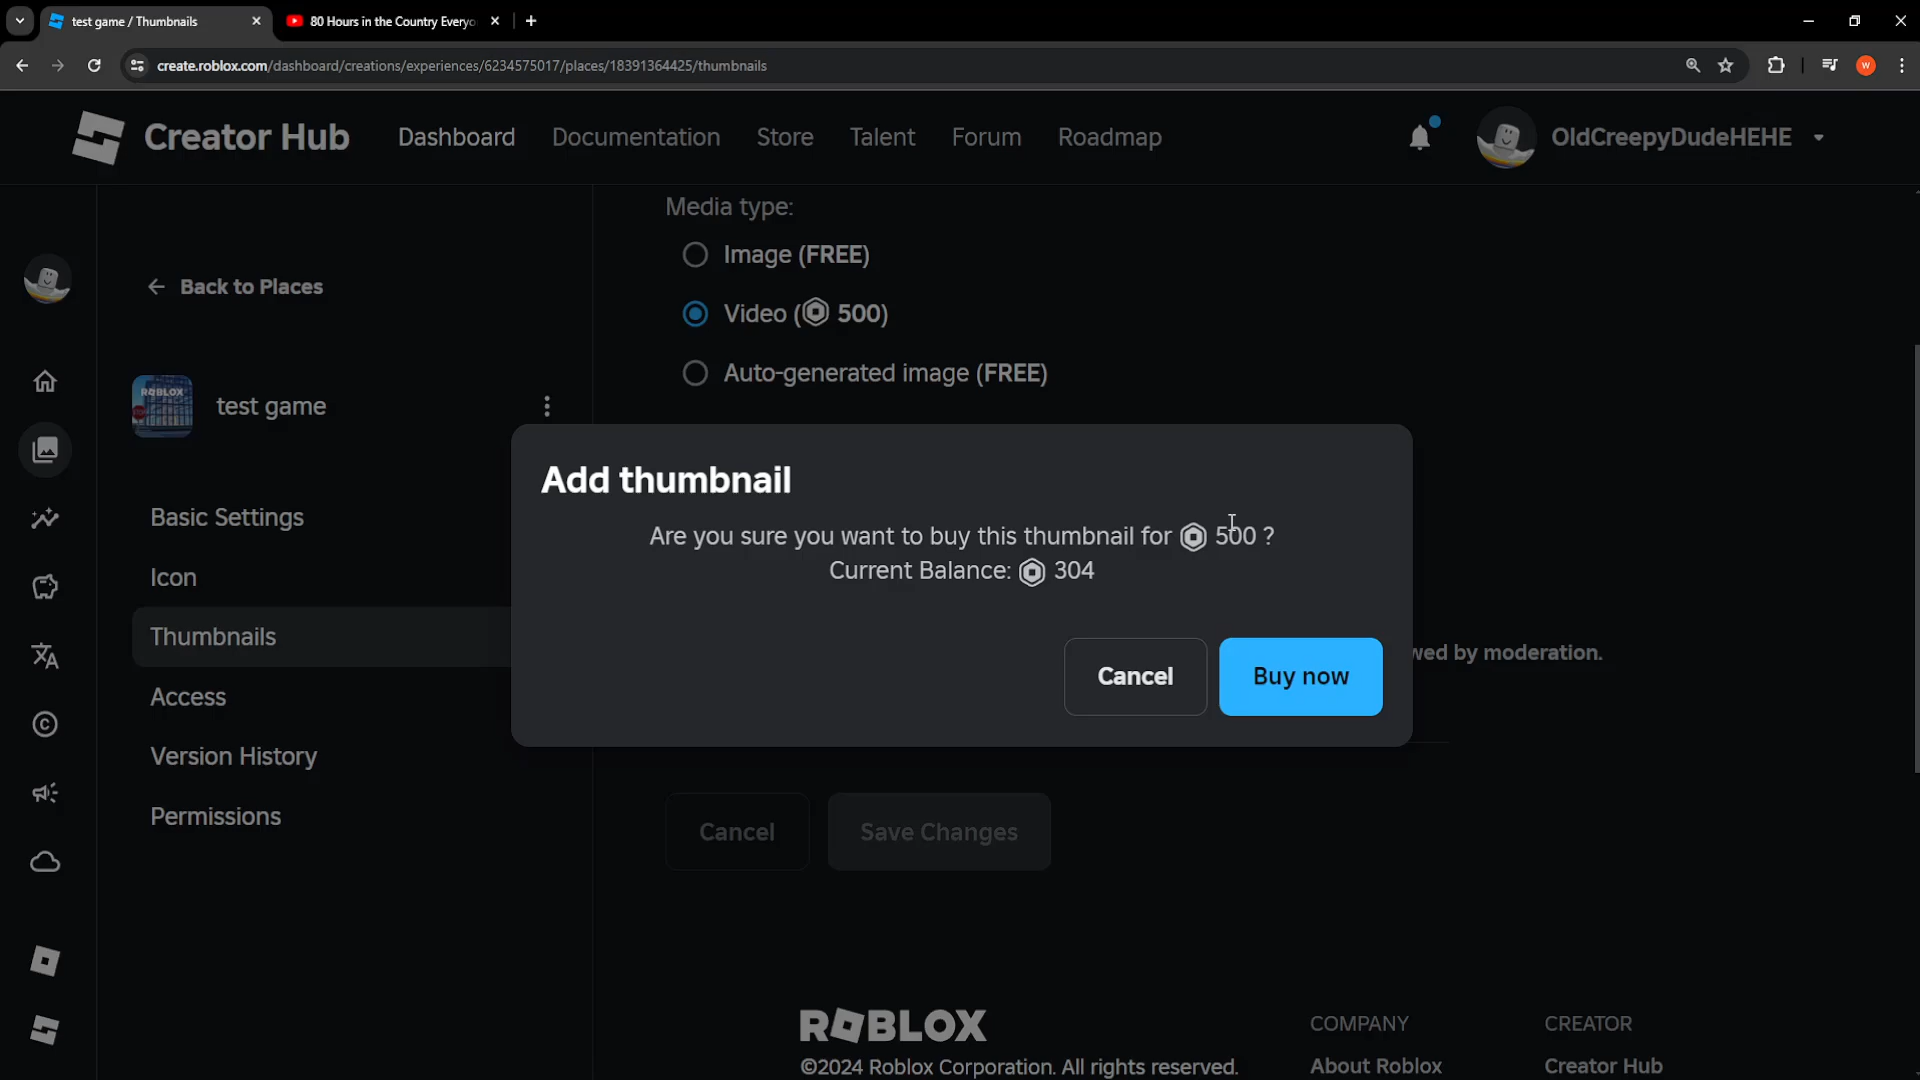 test game / Thumbnails
80 Hours in the Country Everyo
create.roblox.com/dashboard/creations/experiences/6234575017/places/18391364425/thumbnails
W
Creator Hub
Dashboard
Documentation
Store
Talent
Forum
Roadmap
OldCreepyDudeHEHE
Media type:
Image (FREE)
Back to Places
Video ( 500)
Auto-generated image (FREE)
ROBLOX
test game
Add thumbnail
Are you sure you want to buy this thumbnail for 500 ?
Current Balance: 304
Cancel
Buy now
Basic Settings
Icon
Thumbnails
Access
Version History
Permissions
wed by moderation.
Cancel
Save Changes
ROBLOX
©2024 Roblox Corporation. All rights reserved.
COMPANY
About Roblox
CREATOR
Creator Hub